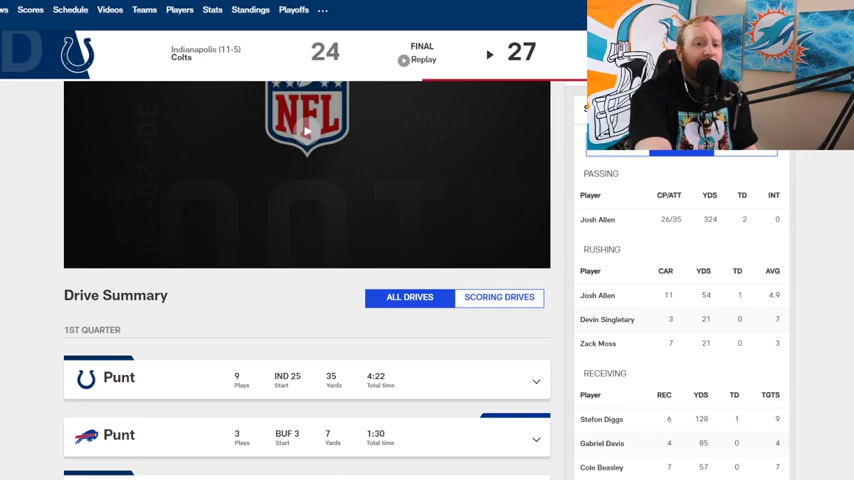 ws Scores Schedule Videos Teams Players Stats Standings Playoffs ...
Indianapolis (11-5)
Colts
24
FINAL
Replay
27
NFL
Drive Summary
ALL DRIVES SCORING DRIVES
1ST QUARTER
Punt 9 IND 25 35 4:22
Plays Start Yards Total time
Punt 3 BUF 3 7 1:30
Plays Start Yards Total time
PASSING
Player CP/ATT YDS TD INT
Josh Allen 26/35 324 2 0
RUSHING
Player CAR YDS TD AVG
Josh Allen 11 54 1 4.9
Devin Singletary 3 21 0 7
Zack Moss 7 21 0 3
RECEIVING
Player REC YDS TD TGTS
Stefon Diggs 6 128 1 9
Gabriel Davis 4 85 0 4
Cole Beasley 7 57 0 7